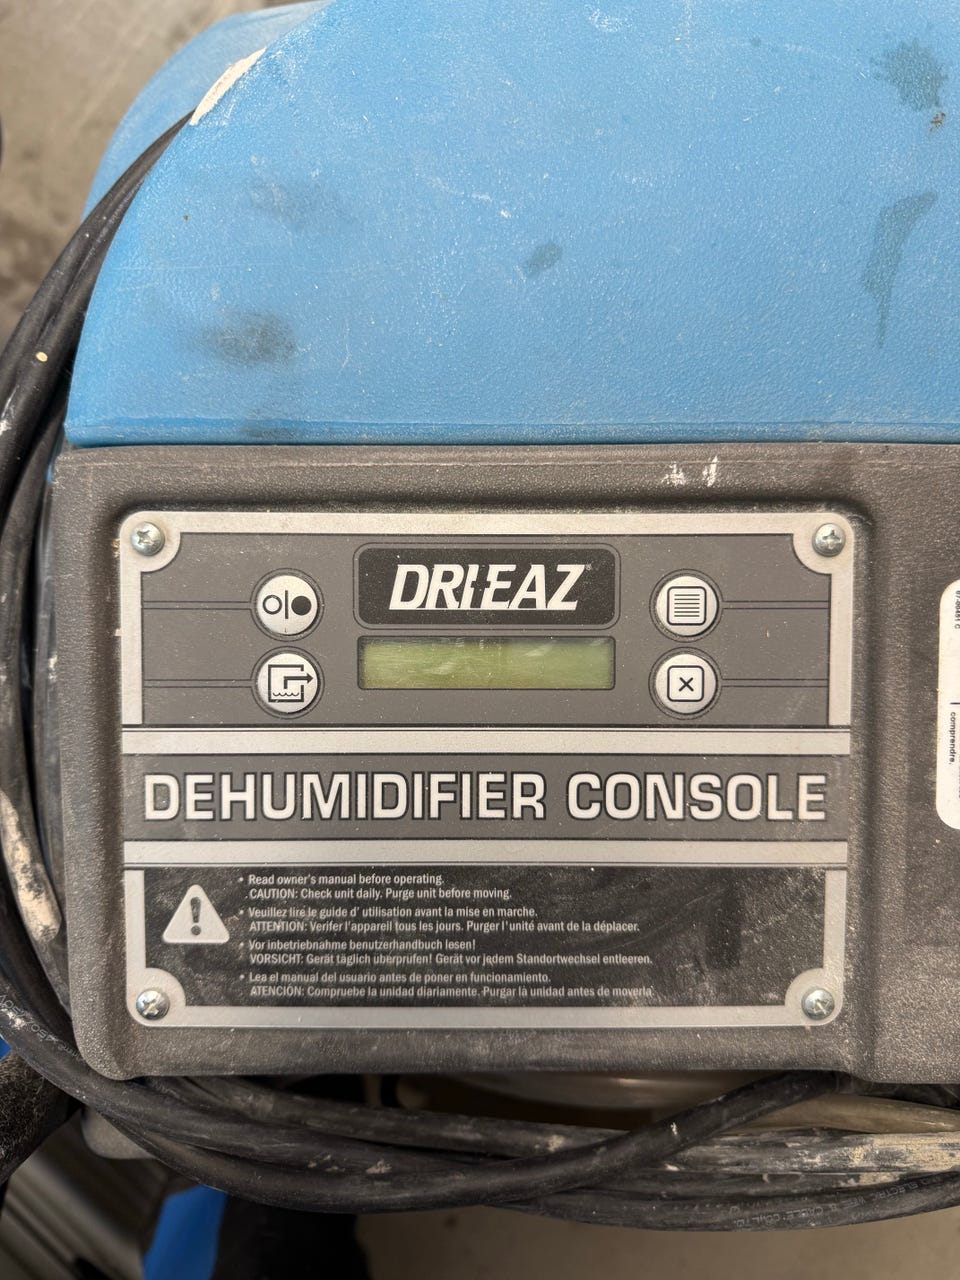 DRI-EAZ®
DEHUMIDIFIER CONSOLE
• Read owner's manual before operating.
CAUTION: Check unit daily. Purge unit before moving.
• Veuillez lire le guide d' utilisation avant la mise en marche.
ATTENTION: Verifer l'appareil tous les jours. Purger l'unité avant de la déplacer.
• Vor inbetriebnahme benutzerhandbuch lesen!
VORSICHT: Gerät täglich überprufen! Gerät vor jedem Standortwechsel entleeren.
• Lea el manual del usuario antes de poner en funcionamiento.
ATENCIÓN: Compruebe la unidad diariamente. Purgar la unidad antes de moverla.
comprendre.